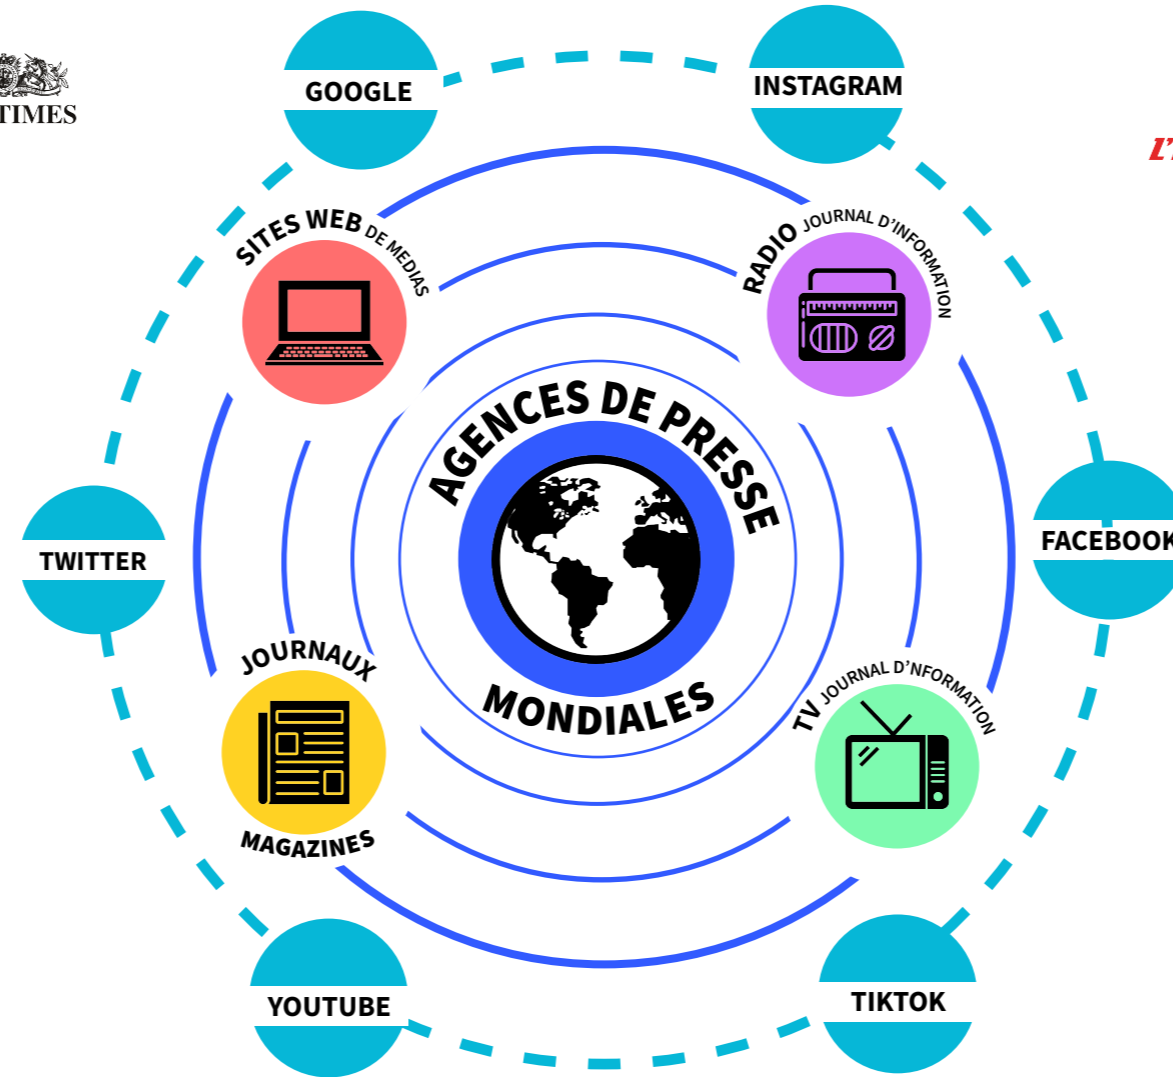 GOOGLE
INSTAGRAM
TIMES
SITES WEB DE MEDIAS
RADIO JOURNAL D'INFORMATION
AGENCES DE PRESSE
MONDIALES
TWITTER
FACEBOOK
JOURNAUX
MAGAZINES
TV JOURNAL D'NFORMATION
YOUTUBE
TIKTOK